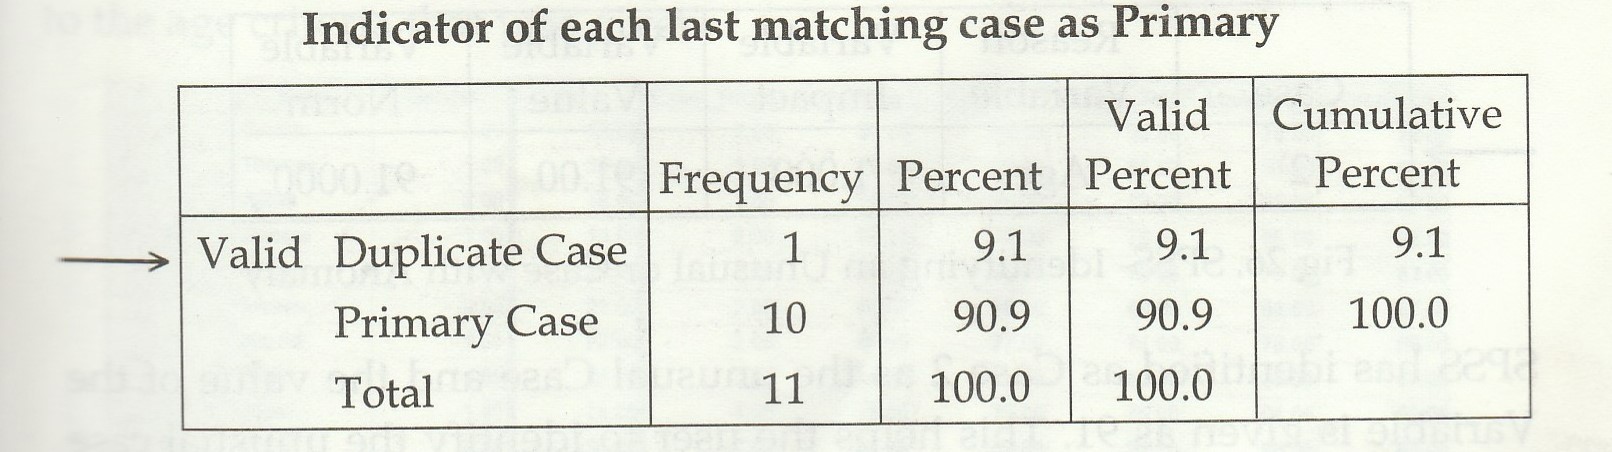 Indicator of each last matching case as Primary
Valid Cumulative
Frequency Percent Percent Percent
Valid Duplicate Case 1 9.1 9.1 9.1
Primary Case 10 90.9 90.9 100.0
Total 11 100.0 100.0